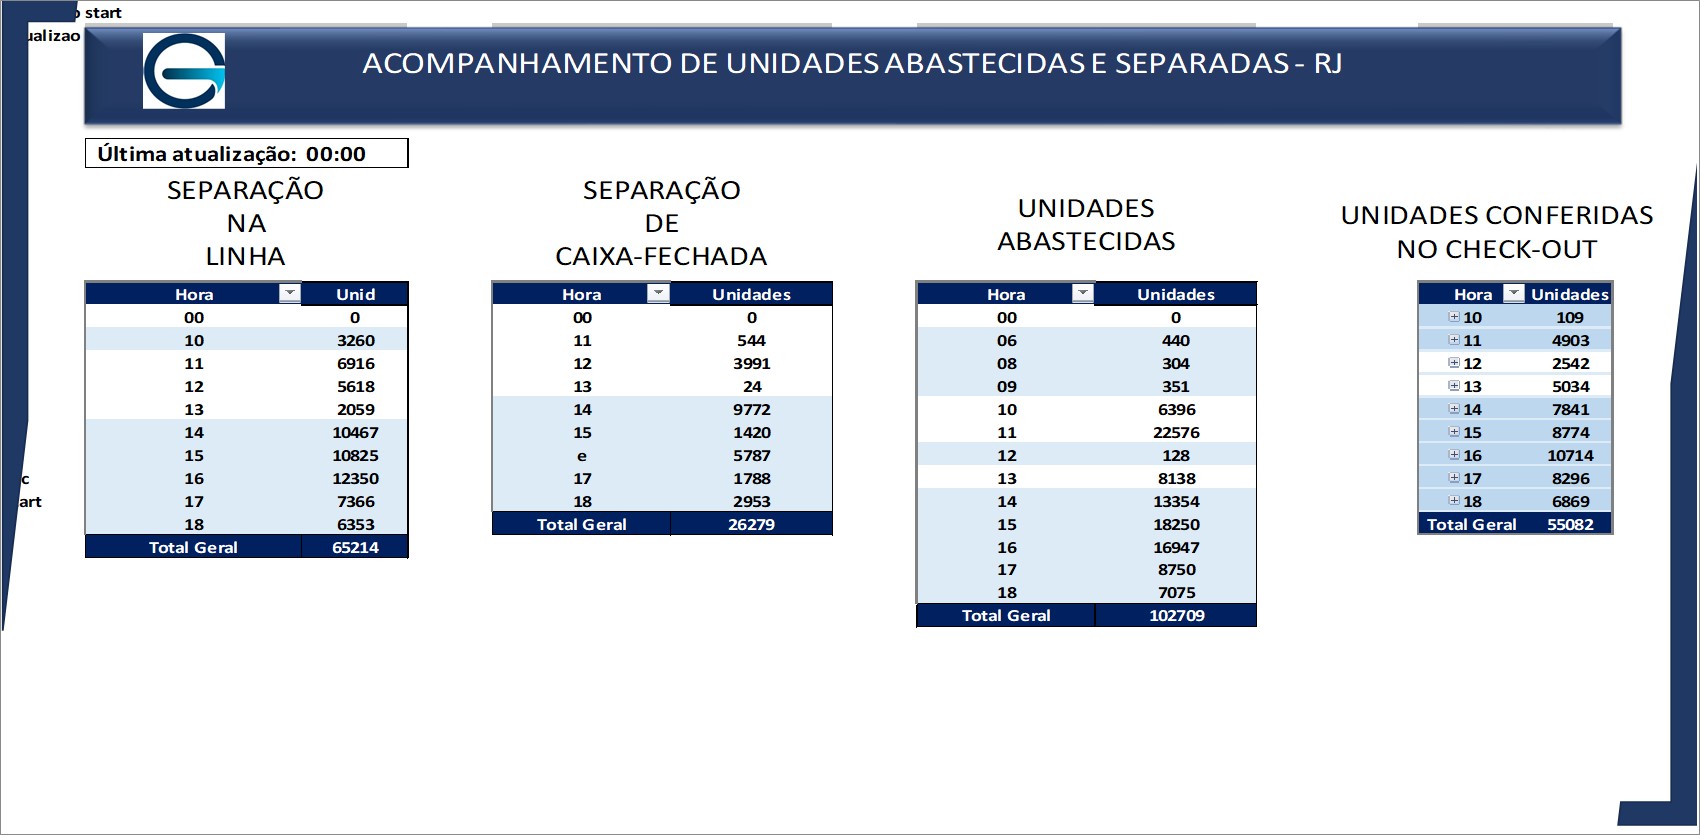 start
ualizao
ACOMPANHAMENTO DE UNIDADES ABASTECIDAS E SEPARADAS - RJ
Última atualização: 00:00
SEPARAÇÃO
NA
LINHA
Hora Unid
00 0
10 3260
11 6916
12 5618
13 2059
14 10467
15 10825
16 12350
17 7366
18 6353
Total Geral 65214
SEPARAÇÃO
DE
CAIXA-FECHADA
Hora Unidades
00 0
11 544
12 3991
13 24
14 9772
15 1420
e 5787
17 1788
18 2953
Total Geral 26279
UNIDADES
ABASTECIDAS
Hora Unidades
00 0
06 440
08 304
09 351
10 6396
11 22576
12 128
13 8138
14 13354
15 18250
16 16947
17 8750
18 7075
Total Geral 102709
UNIDADES CONFERIDAS
NO CHECK-OUT
Hora Unidades
10 109
11 4903
12 2542
13 5034
14 7841
15 8774
16 10714
17 8296
18 6869
Total Geral 55082
c
art